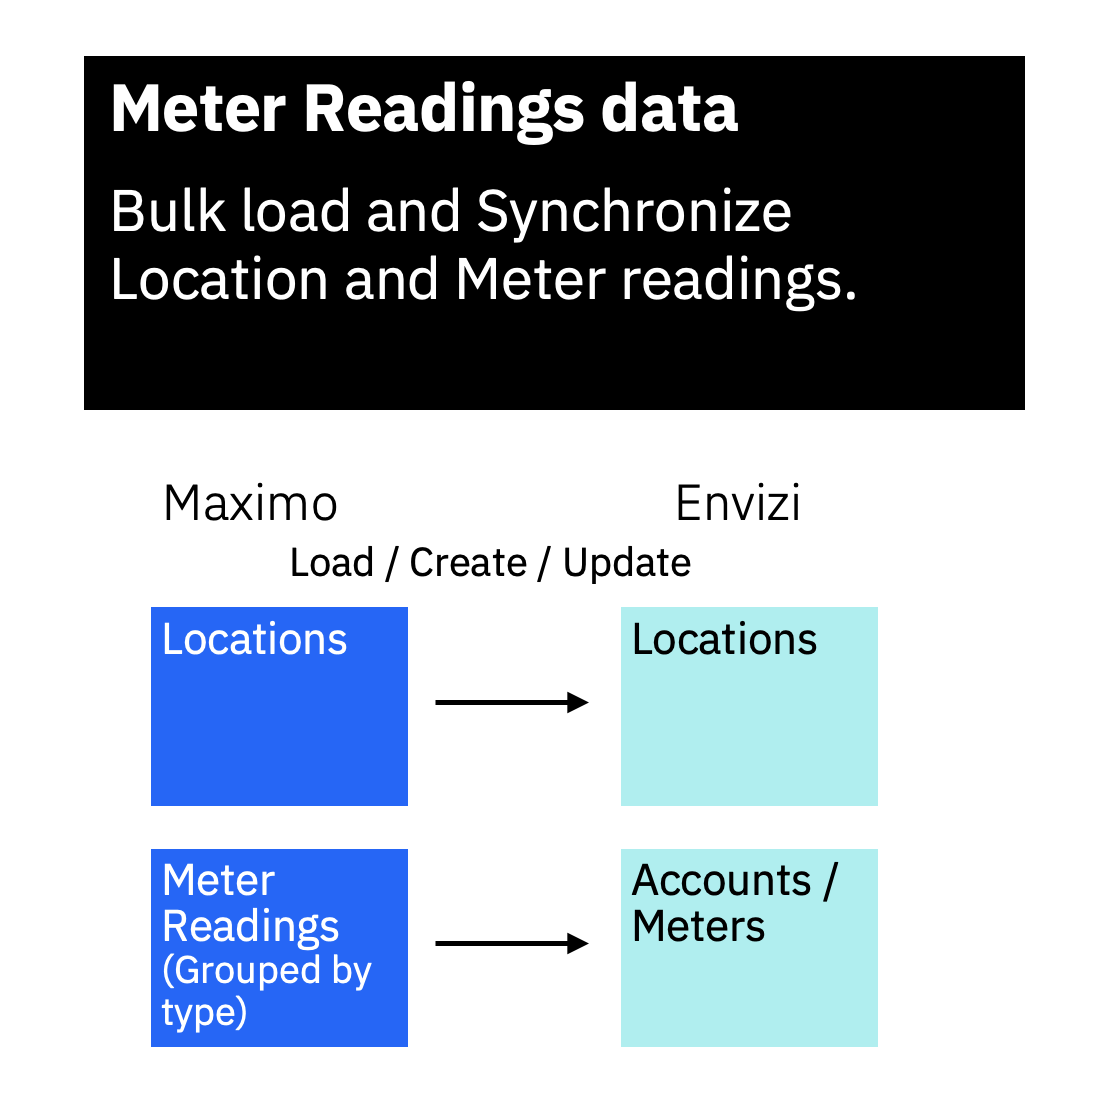 Meter Readings data
Bulk load and Synchronize
Location and Meter readings.
Maximo
Envizi
Load / Create / Update
Locations
Locations
Meter
Readings
(Grouped by
type)
Accounts /
Meters